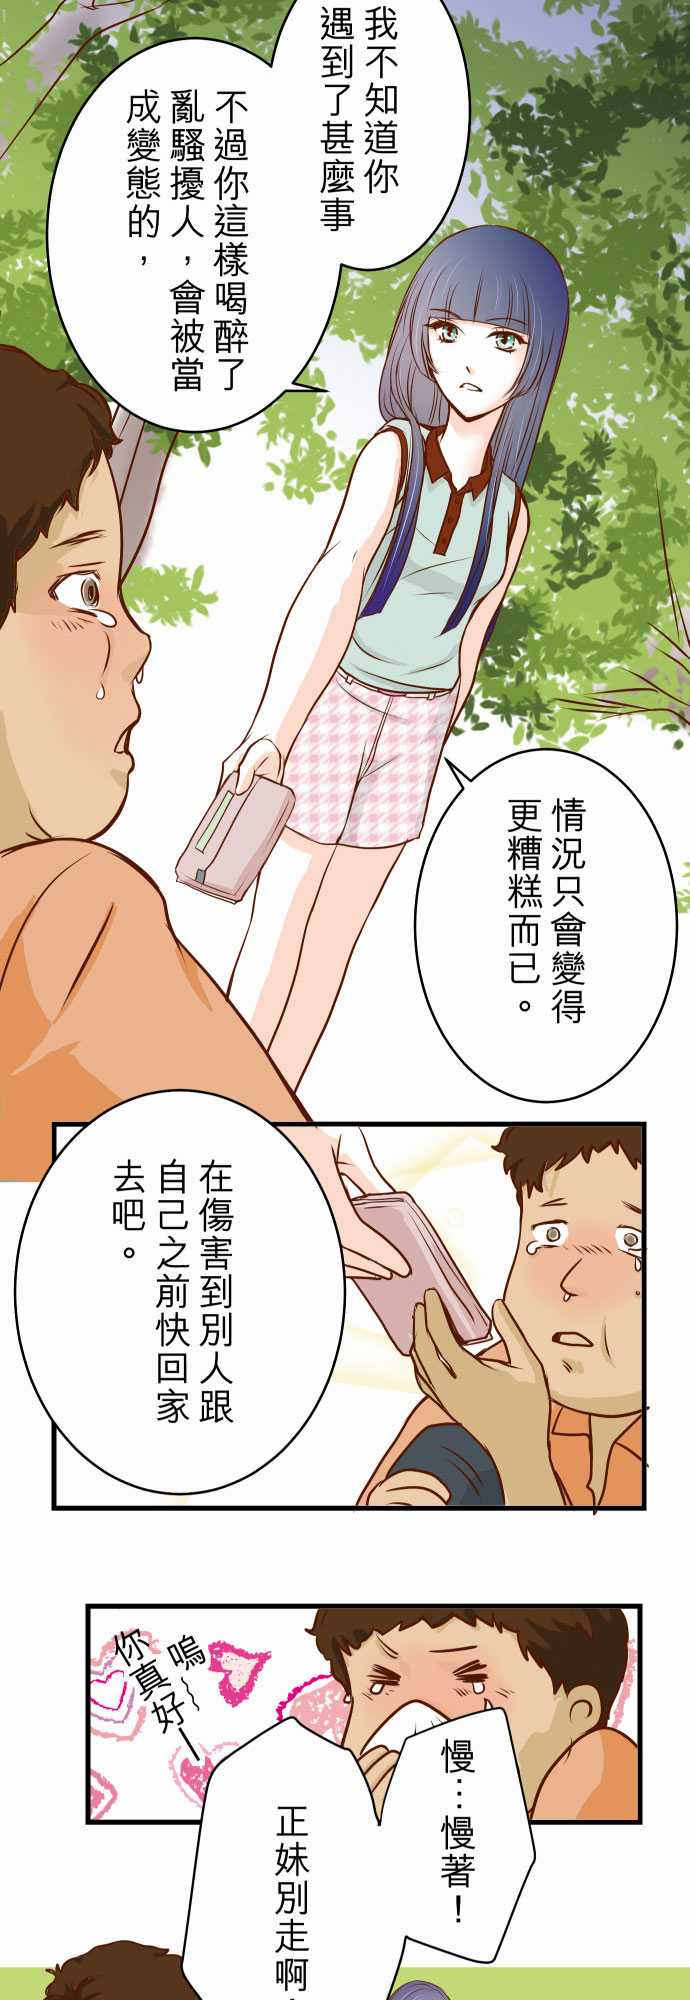 我不知道你
遇到了甚麼事
不過你這樣喝醉了
亂騷擾人，會被當
成變態的，
情況只會變得
更糟糕而已。
在傷害到別人跟
自己之前快回家
去吧。
嗚~
你真好~
慢…慢著！
正妹別走啊